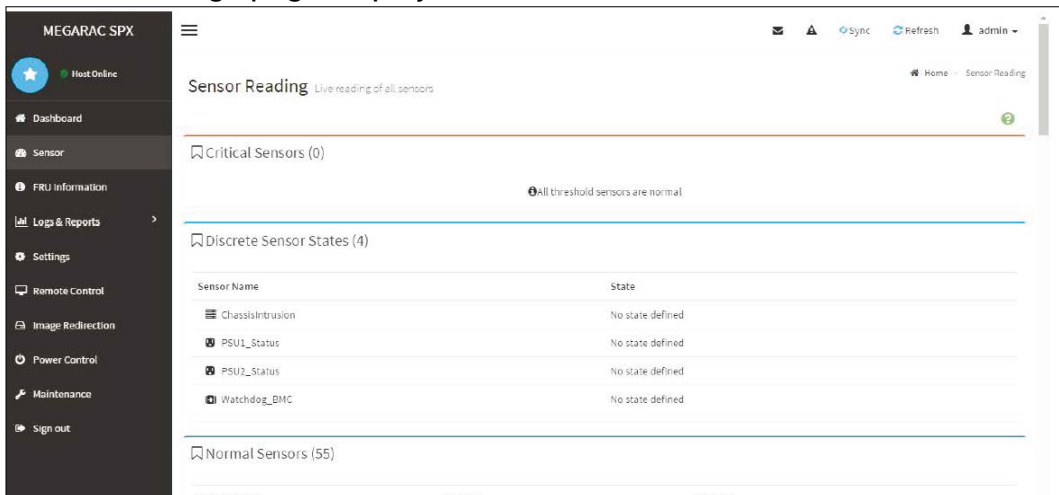 MEGARAC SPX
Sync
Refresh
admin
Host Online
Home - Sensor Reading
Sensor Reading Live reading of all sensors
Dashboard
Sensor
FRU Information
Logs & Reports
Settings
Remote Control
Image Redirection
Power Control
Maintenance
Sign out
Critical Sensors (0)
All threshold sensors are normal
Discrete Sensor States (4)
Sensor Name State
ChassisIntrusion No state defined
PSU1_Status No state defined
PSU2_Status No state defined
Watchdog_BMC No state defined
Normal Sensors (55)